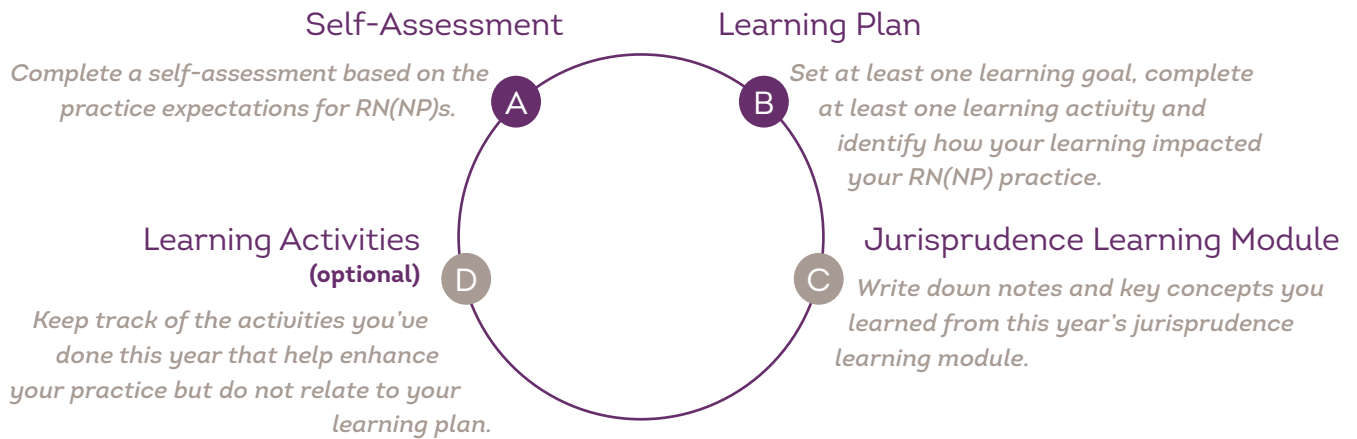 Self-Assessment
Complete a self-assessment based on the
practice expectations for RN(NP)s.
A
Learning Plan
B
Set at least one learning goal, complete
at least one learning activity and
identify how your learning impacted
your RN(NP) practice.
Jurisprudence Learning Module
C
Write down notes and key concepts you
learned from this year's jurisprudence
learning module.
Learning Activities
(optional)
D
Keep track of the activities you've
done this year that help enhance
your practice but do not relate to your
learning plan.